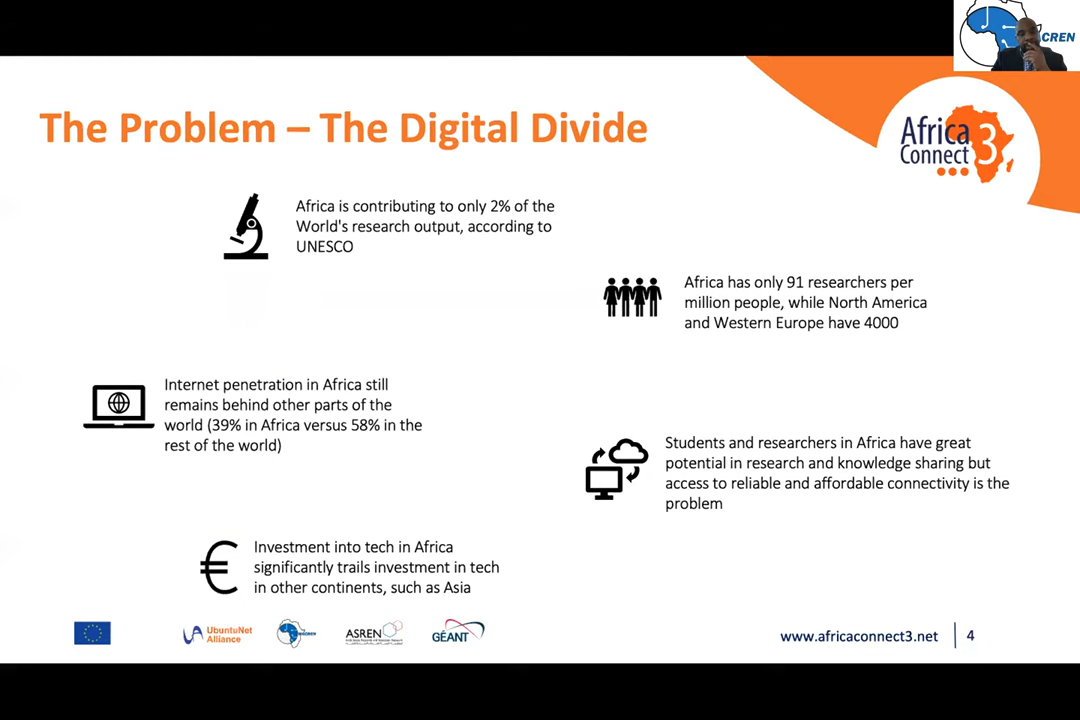 CREN
The Problem – The Digital Divide
Africa
Connect
3
Africa is contributing to only 2% of the
World's research output, according to
UNESCO
Africa has only 91 researchers per
million people, while North America
and Western Europe have 4000
Internet penetration in Africa still
remains behind other parts of the
world (39% in Africa versus 58% in the
rest of the world)
Students and researchers in Africa have great
potential in research and knowledge sharing but
access to reliable and affordable connectivity is the
problem
€
Investment into tech in Africa
significantly trails investment in tech
in other continents, such as Asia
UbuntuNet
Alliance
WACREN
ASREN
GÉANT
www.africaconnect3.net
4